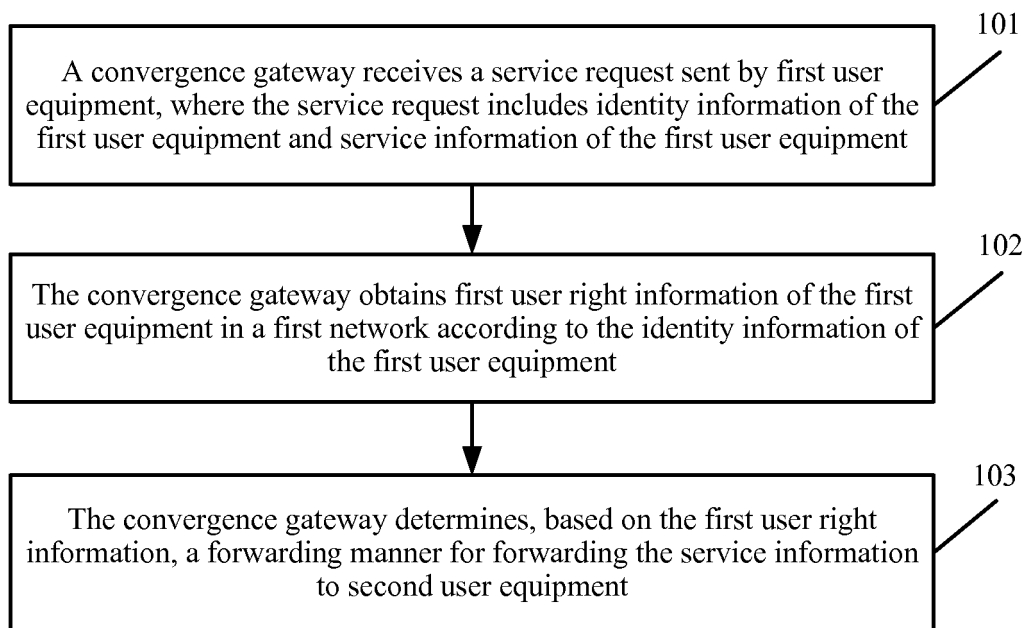 101
A convergence gateway receives a service request sent by first user
equipment, where the service request includes identity information of the
first user equipment and service information of the first user equipment
102
The convergence gateway obtains first user right information of the first
user equipment in a first network according to the identity information of
the first user equipment
103
The convergence gateway determines, based on the first user right
information, a forwarding manner for forwarding the service information
to second user equipment